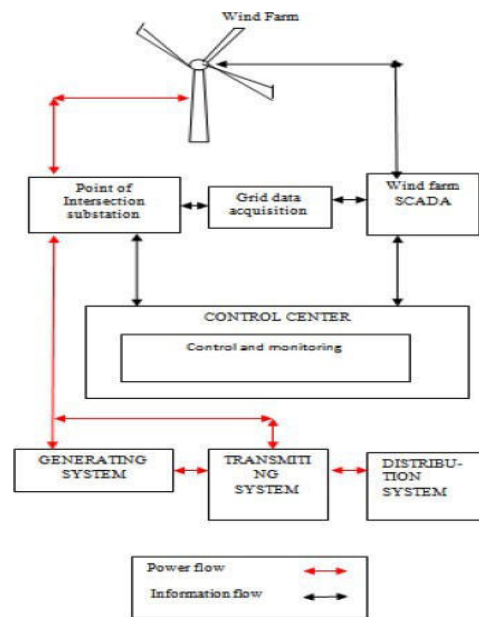 Wind Farm
Point of
Intersection
substation
Grid data
acquisition
Wind farm
SCADA
CONTROL CENTER
Control and monitoring
GENERATING
SYSTEM
TRANSMITI
NG
SYSTEM
DISTRIBU-
TION
SYSTEM
Power flow
Information flow